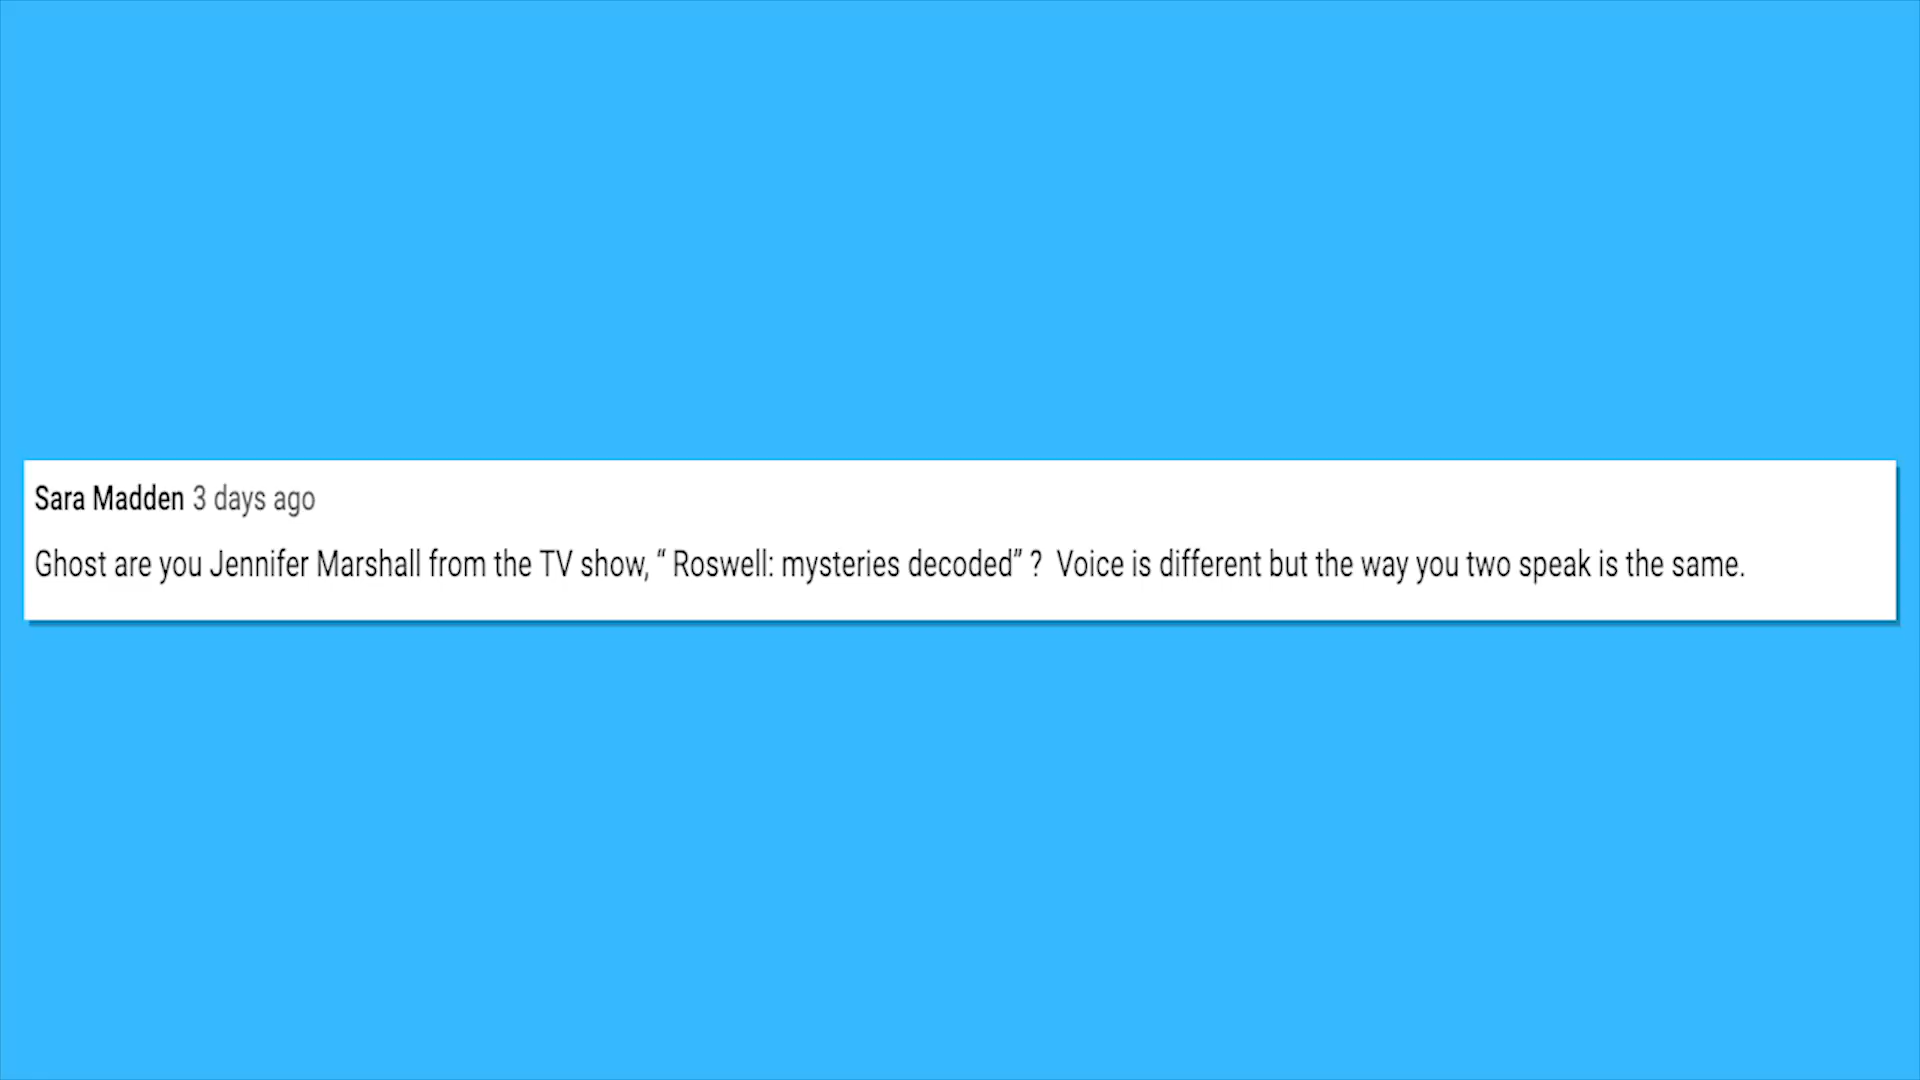 Sara Madden 3 days ago
Ghost are you Jennifer Marshall from the TV show, “ Roswell: mysteries decoded” ?  Voice is different but the way you two speak is the same.